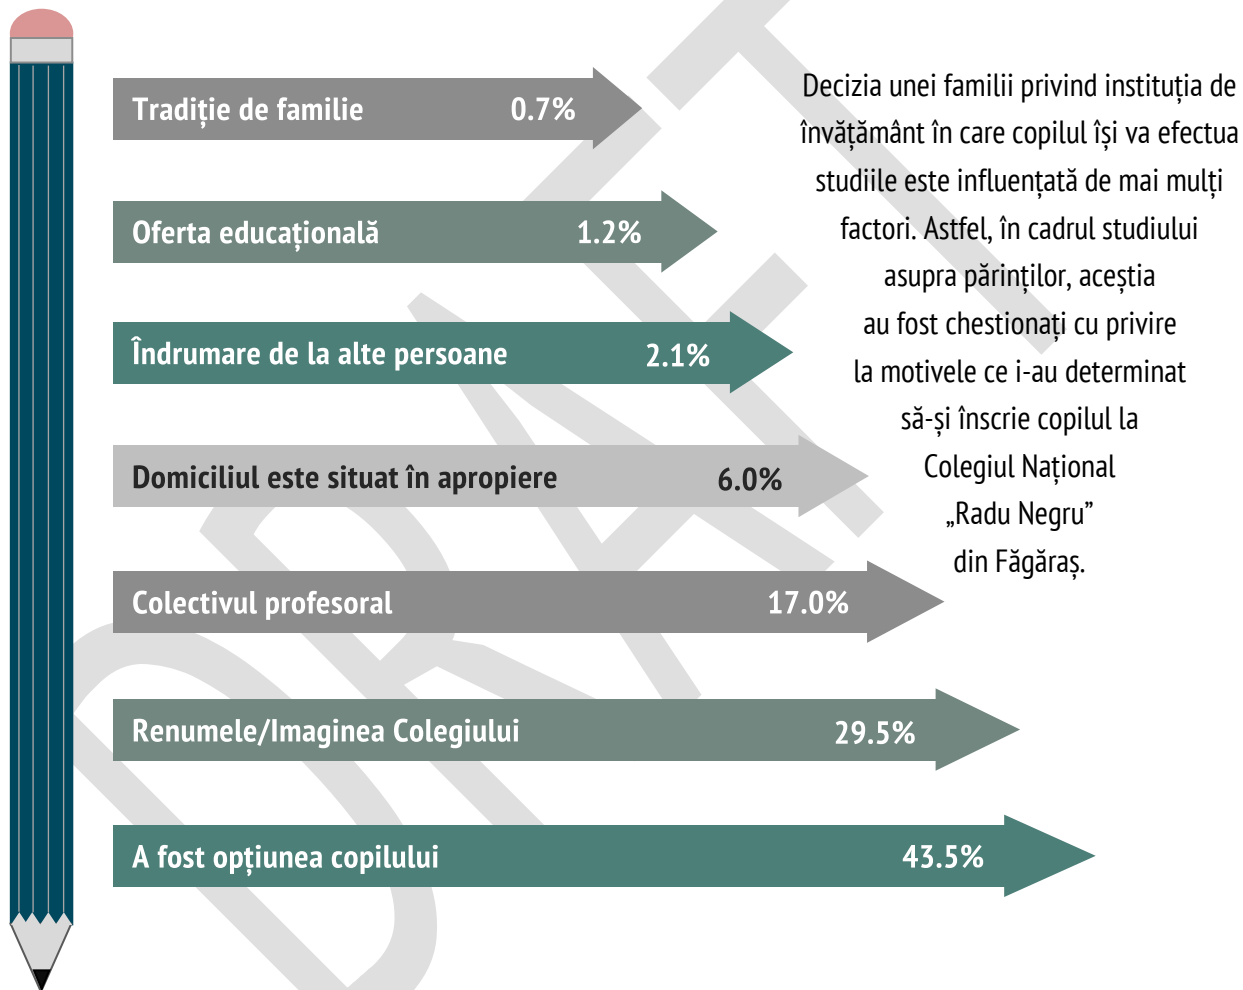 Tradiție de familie 0.7%
Oferta educațională 1.2%
Îndrumare de la alte persoane 2.1%
Domiciliul este situat în apropiere 6.0%
Colectivul profesoral 17.0%
Renumele/Imaginea Colegiului 29.5%
A fost opțiunea copilului 43.5%
Decizia unei familii privind instituția de
învățământ în care copilul își va efectua
studiile este influențată de mai mulți
factori. Astfel, în cadrul studiului
asupra părinților, aceștia
au fost chestionați cu privire
la motivele ce i-au determinat
să-și înscrie copilul la
Colegiul Național
„Radu Negru”
din Făgăraș.
DRAFT